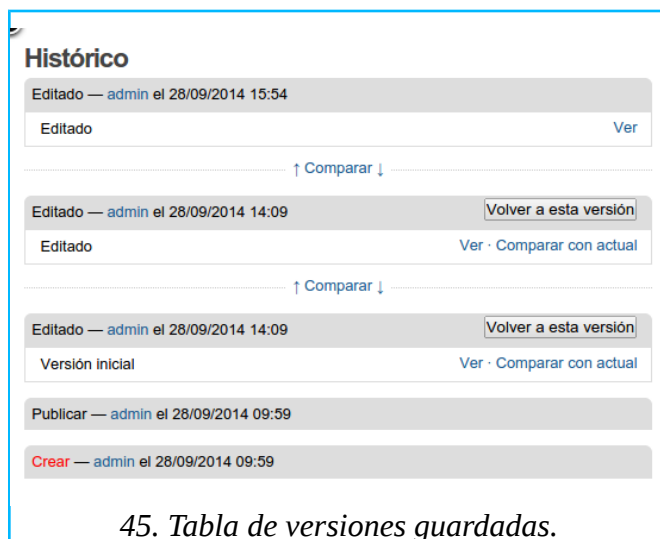 Histórico
Editado — admin el 28/09/2014 15:54
Editado Ver
↑ Comparar ↓
Editado — admin el 28/09/2014 14:09 Volver a esta versión
Editado Ver · Comparar con actual
↑ Comparar ↓
Editado — admin el 28/09/2014 14:09 Volver a esta versión
Versión inicial Ver · Comparar con actual
Publicar — admin el 28/09/2014 09:59
Crear — admin el 28/09/2014 09:59
45. Tabla de versiones guardadas.